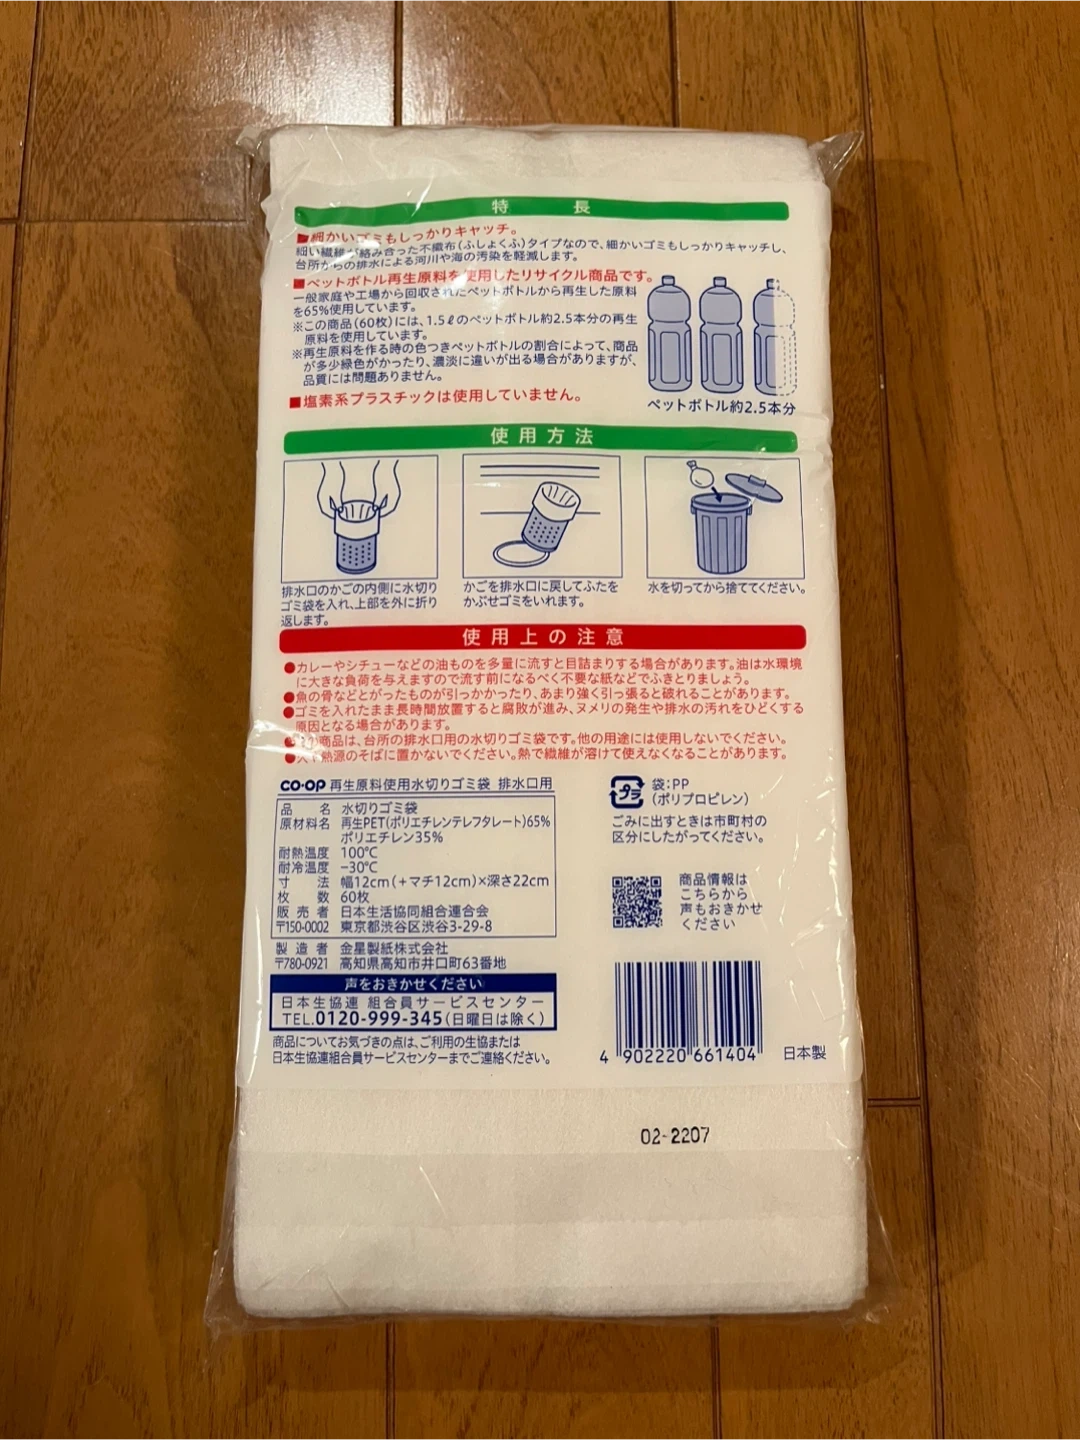 特長
■細かいゴミもしっかりキャッチ。
細い繊維が絡み合った不織布(ふしょくふ)タイプなので、細かいゴミもしっかりキャッチし、
台所からの排水による河川や海の汚染を軽減します。
■ペットボトル再生原料を使用したリサイクル商品です。
一般家庭や工場から回収されたペットボトルから再生した原料
を65%使用しています。
※この商品(60枚)には、1.5ℓのペットボトル約2.5本分の再生
原料を使用しています。
※再生原料を作る時の色つきペットボトルの割合によって、商品
が多少緑色がかったり、濃淡に違いが出る場合がありますが、
品質には問題ありません。
■塩素系プラスチックは使用していません。
ペットボトル約2.5本分
使用方法
排水口のかごの内側に水切り
ゴミ袋を入れ、上部を外に折り
返します。
かごを排水口に戻してふたを
かぶせゴミをいれます。
水を切ってから捨ててください。
使用上の注意
●カレーやシチューなどの油ものを多量に流すと目詰まりする場合があります。油は水環境
に大きな負荷を与えますので流す前になるべく不要な紙などでふきとりましょう。
●魚の骨などとがったものが引っかかったり、あまり強く引っ張ると破れることがあります。
●ゴミを入れたまま長時間放置すると腐敗が進み、ヌメリの発生や排水の汚れをひどくする
原因となる場合があります。
●この商品は、台所の排水口用の水切りゴミ袋です。他の用途には使用しないでください。
●火や熱源のそばに置かないでください。熱で繊維が溶けて使えなくなることがあります。
CO・OP 再生原料使用水切りゴミ袋 排水口用
品名 水切りゴミ袋
原材料名 再生PET(ポリエチレンテレフタレート)65%
ポリエチレン35%
耐熱温度 100℃
耐冷温度 −30℃
寸法 幅12cm(+マチ12cm)×深さ22cm
枚数 60枚
販売者 日本生活協同組合連合会
〒150-0002 東京都渋谷区渋谷3-29-8
製造者 金星製紙株式会社
〒780-0921 高知県高知市井口町63番地
声をおきかせください
日本生協連 組合員サービスセンター
TEL.0120-999-345(日曜日は除く)
商品についてお気づきの点は、ご利用の生協または
日本生協連組合員サービスセンターまでご連絡ください。
プラ
袋:PP
(ポリプロピレン)
ごみに出すときは市町村の
区分にしたがってください。
商品情報は
こちらから
声もおきかせ
ください
4 902220 661404
日本製
02-2207